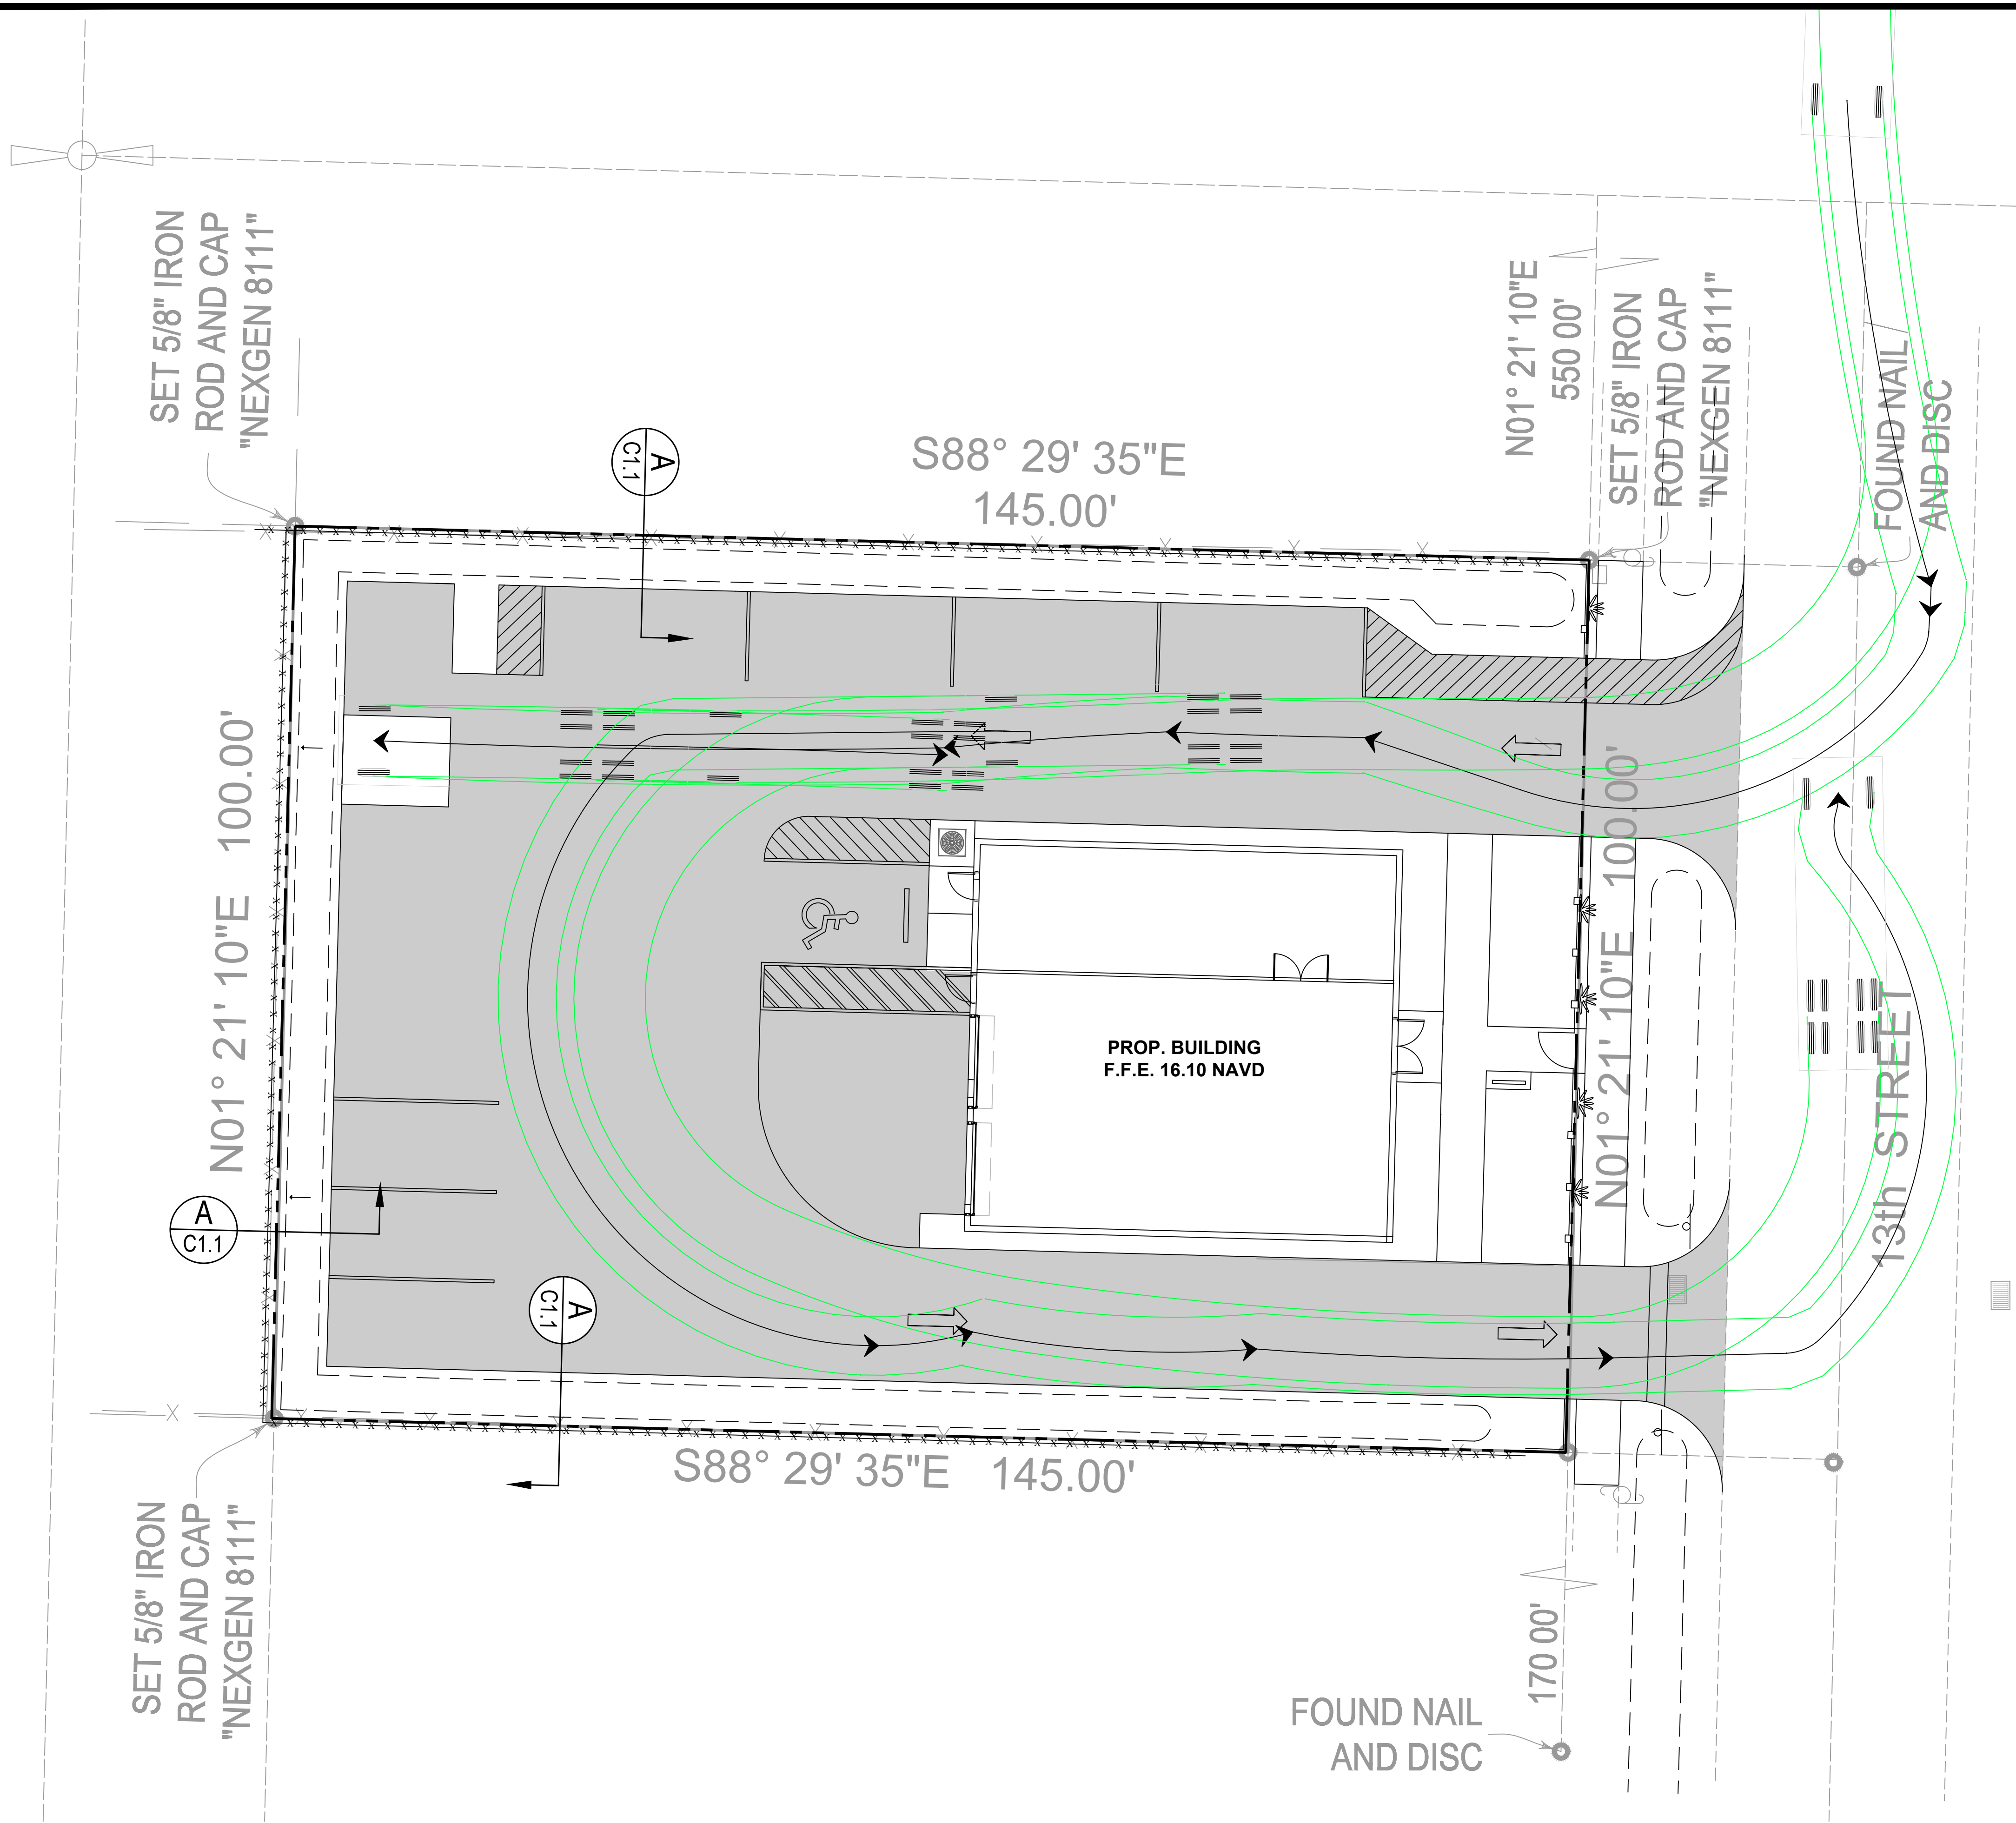 SET 5/8" IRON
ROD AND CAP
"NEXGEN 8111"
A
C1.1
S88° 29' 35"E
145.00'
N01° 21' 10"E
550 00'
SET 5/8" IRON
ROD AND CAP
"NEXGEN 8111"
FOUND NAIL
AND DISC
N01° 21' 10"E 100.00'
PROP. BUILDING
F.F.E. 16.10 NAVD
N01° 21' 10"E 100.00'
13th STREET
A
C1.1
A
C1.1
S88° 29' 35"E 145.00'
SET 5/8" IRON
ROD AND CAP
"NEXGEN 8111"
170 00'
FOUND NAIL
AND DISC